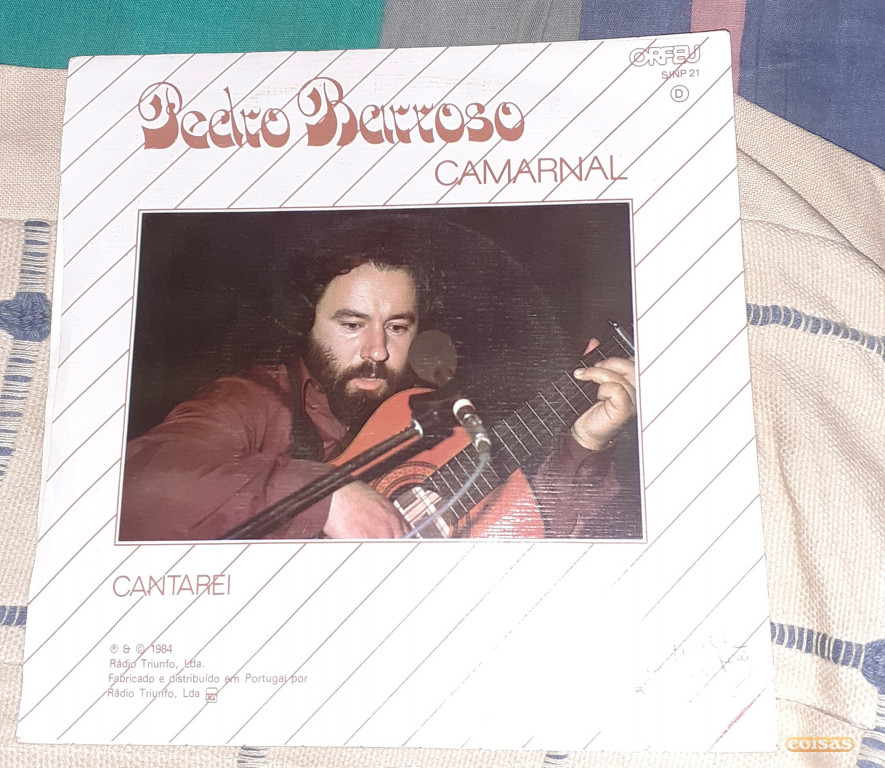 ORFEU
SINP 21
D
Pedro Barroso
CAMARNAL
CANTAREI
℗ & © 1984
Rádio Triunfo, Lda.
Fabricado e distribuído em Portugal por
Rádio Triunfo, Lda
coisas